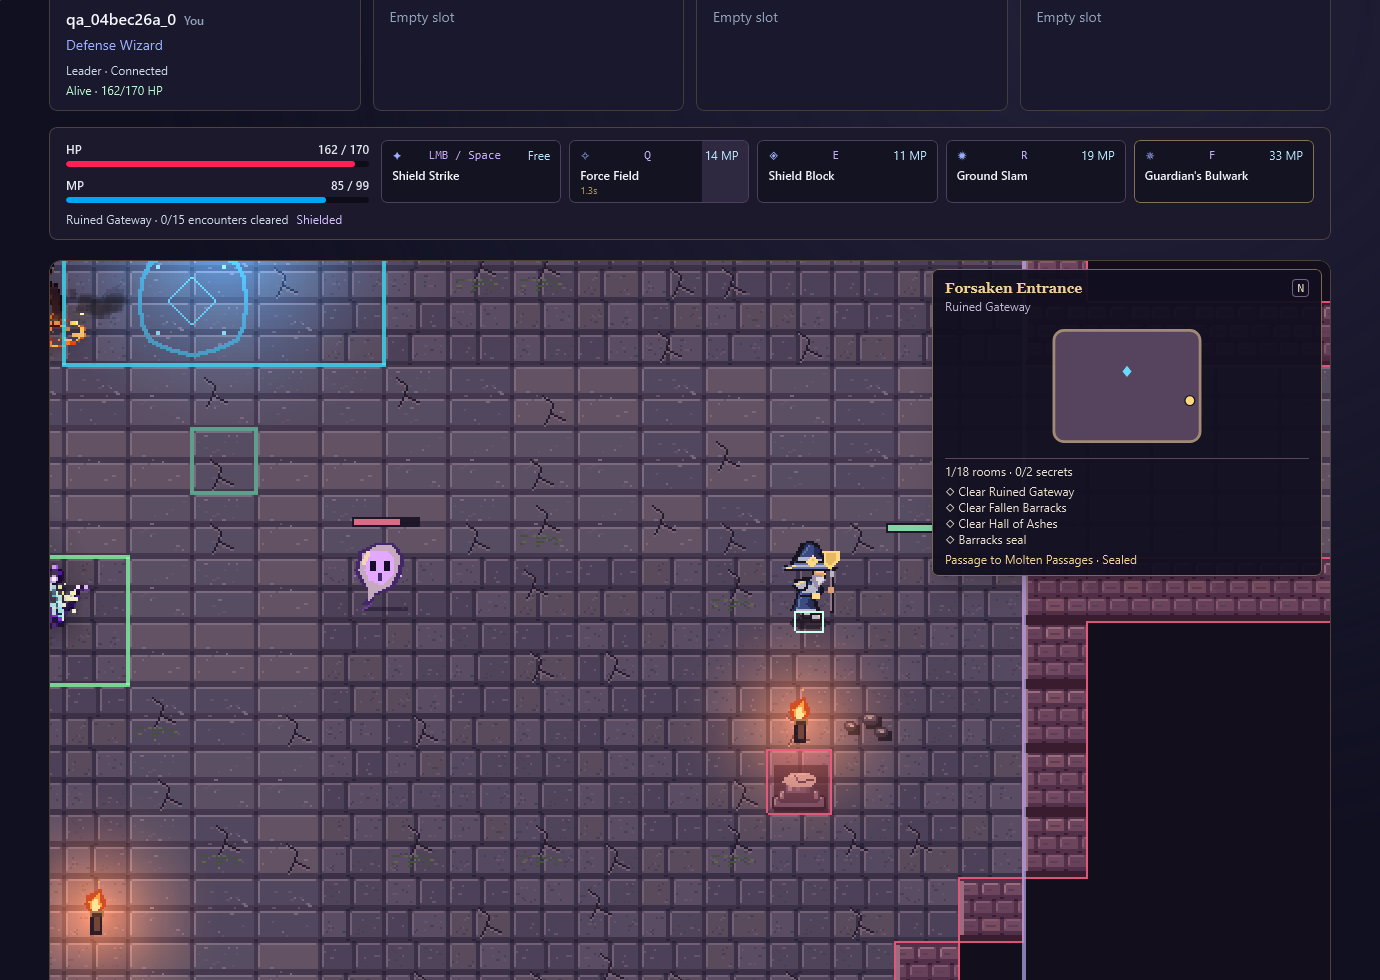 qa_04bec26a_0 You
Defense Wizard
Leader · Connected
Alive · 162/170 HP
Empty slot
Empty slot
Empty slot
HP 162 / 170
MP 85 / 99
Ruined Gateway · 0/15 encounters cleared Shielded
LMB / Space Free
Shield Strike
Q 14 MP
Force Field
1.3s
E 11 MP
Shield Block
R 19 MP
Ground Slam
F 33 MP
Guardian's Bulwark
Forsaken Entrance N
Ruined Gateway
1/18 rooms · 0/2 secrets
◇ Clear Ruined Gateway
◇ Clear Fallen Barracks
◇ Clear Hall of Ashes
◇ Barracks seal
Passage to Molten Passages · Sealed